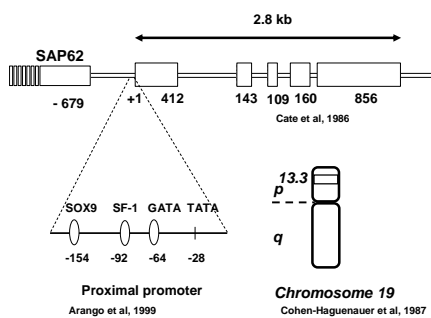 2.8 kb
SAP62
- 679
+1 412 143 109 160 856
Cate et al, 1986
SOX9 SF-1 GATA TATA
-154 -92 -64 -28
Proximal promoter
Arango et al, 1999
13.3
p
q
Chromosome 19
Cohen-Haguenauer et al, 1987